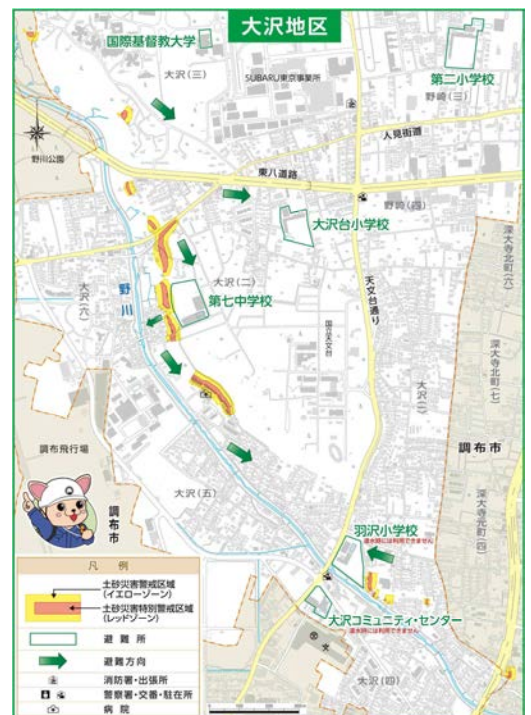 大沢地区
国際基督教大学
大沢(三)
SUBARU東京事業所
第二小学校
野崎(三)
人見街道
野川公園
東八道路
野崎(四)
大沢台小学校
深大寺北町(六)
大沢(六)
野川
大沢(二)
第七中学校
天文台通り
国立天文台
深大寺北町(七)
大沢(一)
調布飛行場
調布市
調布市
大沢(五)
深大寺元町(四)
羽沢小学校
浸水時には利用できません
大沢コミュニティ・センター
浸水時には利用できません
大沢(四)
凡 例
土砂災害警戒区域
(イエローゾーン)
土砂災害特別警戒区域
(レッドゾーン)
避 難 所
避 難 方 向
消防署・出張所
警察署・交番・駐在所
病 院